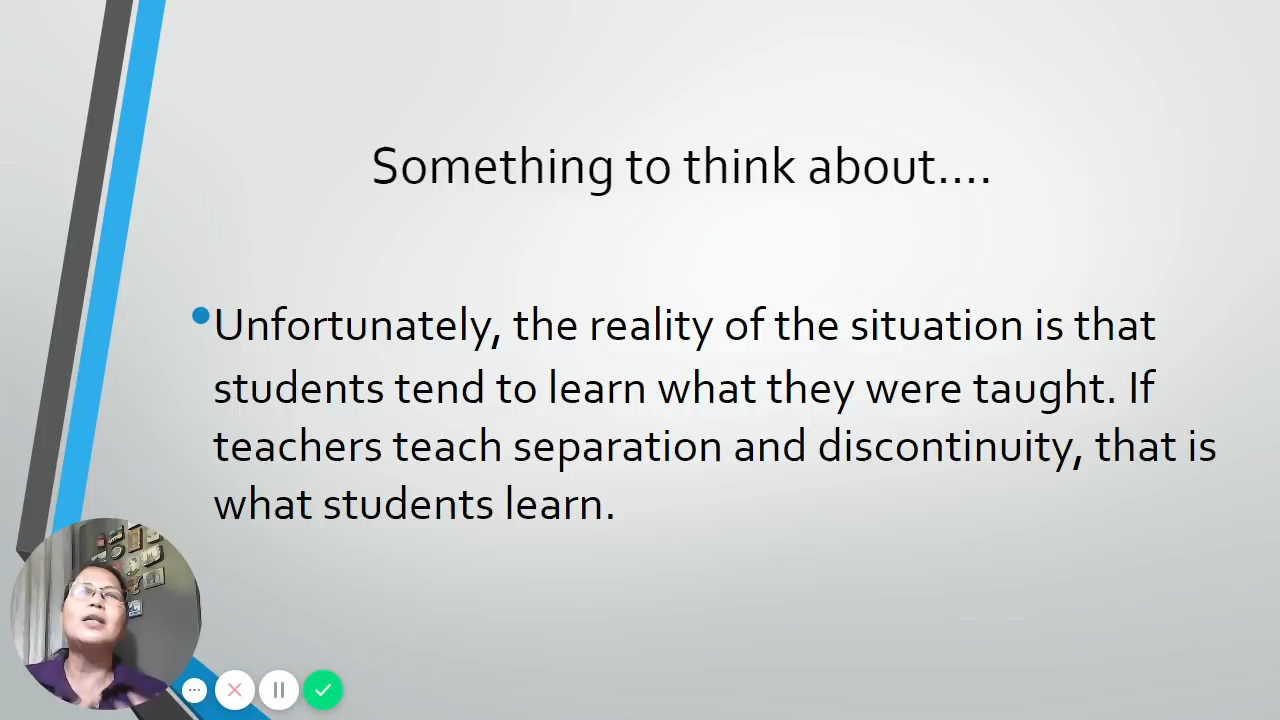 Something to think about....
Unfortunately, the reality of the situation is that
students tend to learn what they were taught. If
teachers teach separation and discontinuity, that is
what students learn.